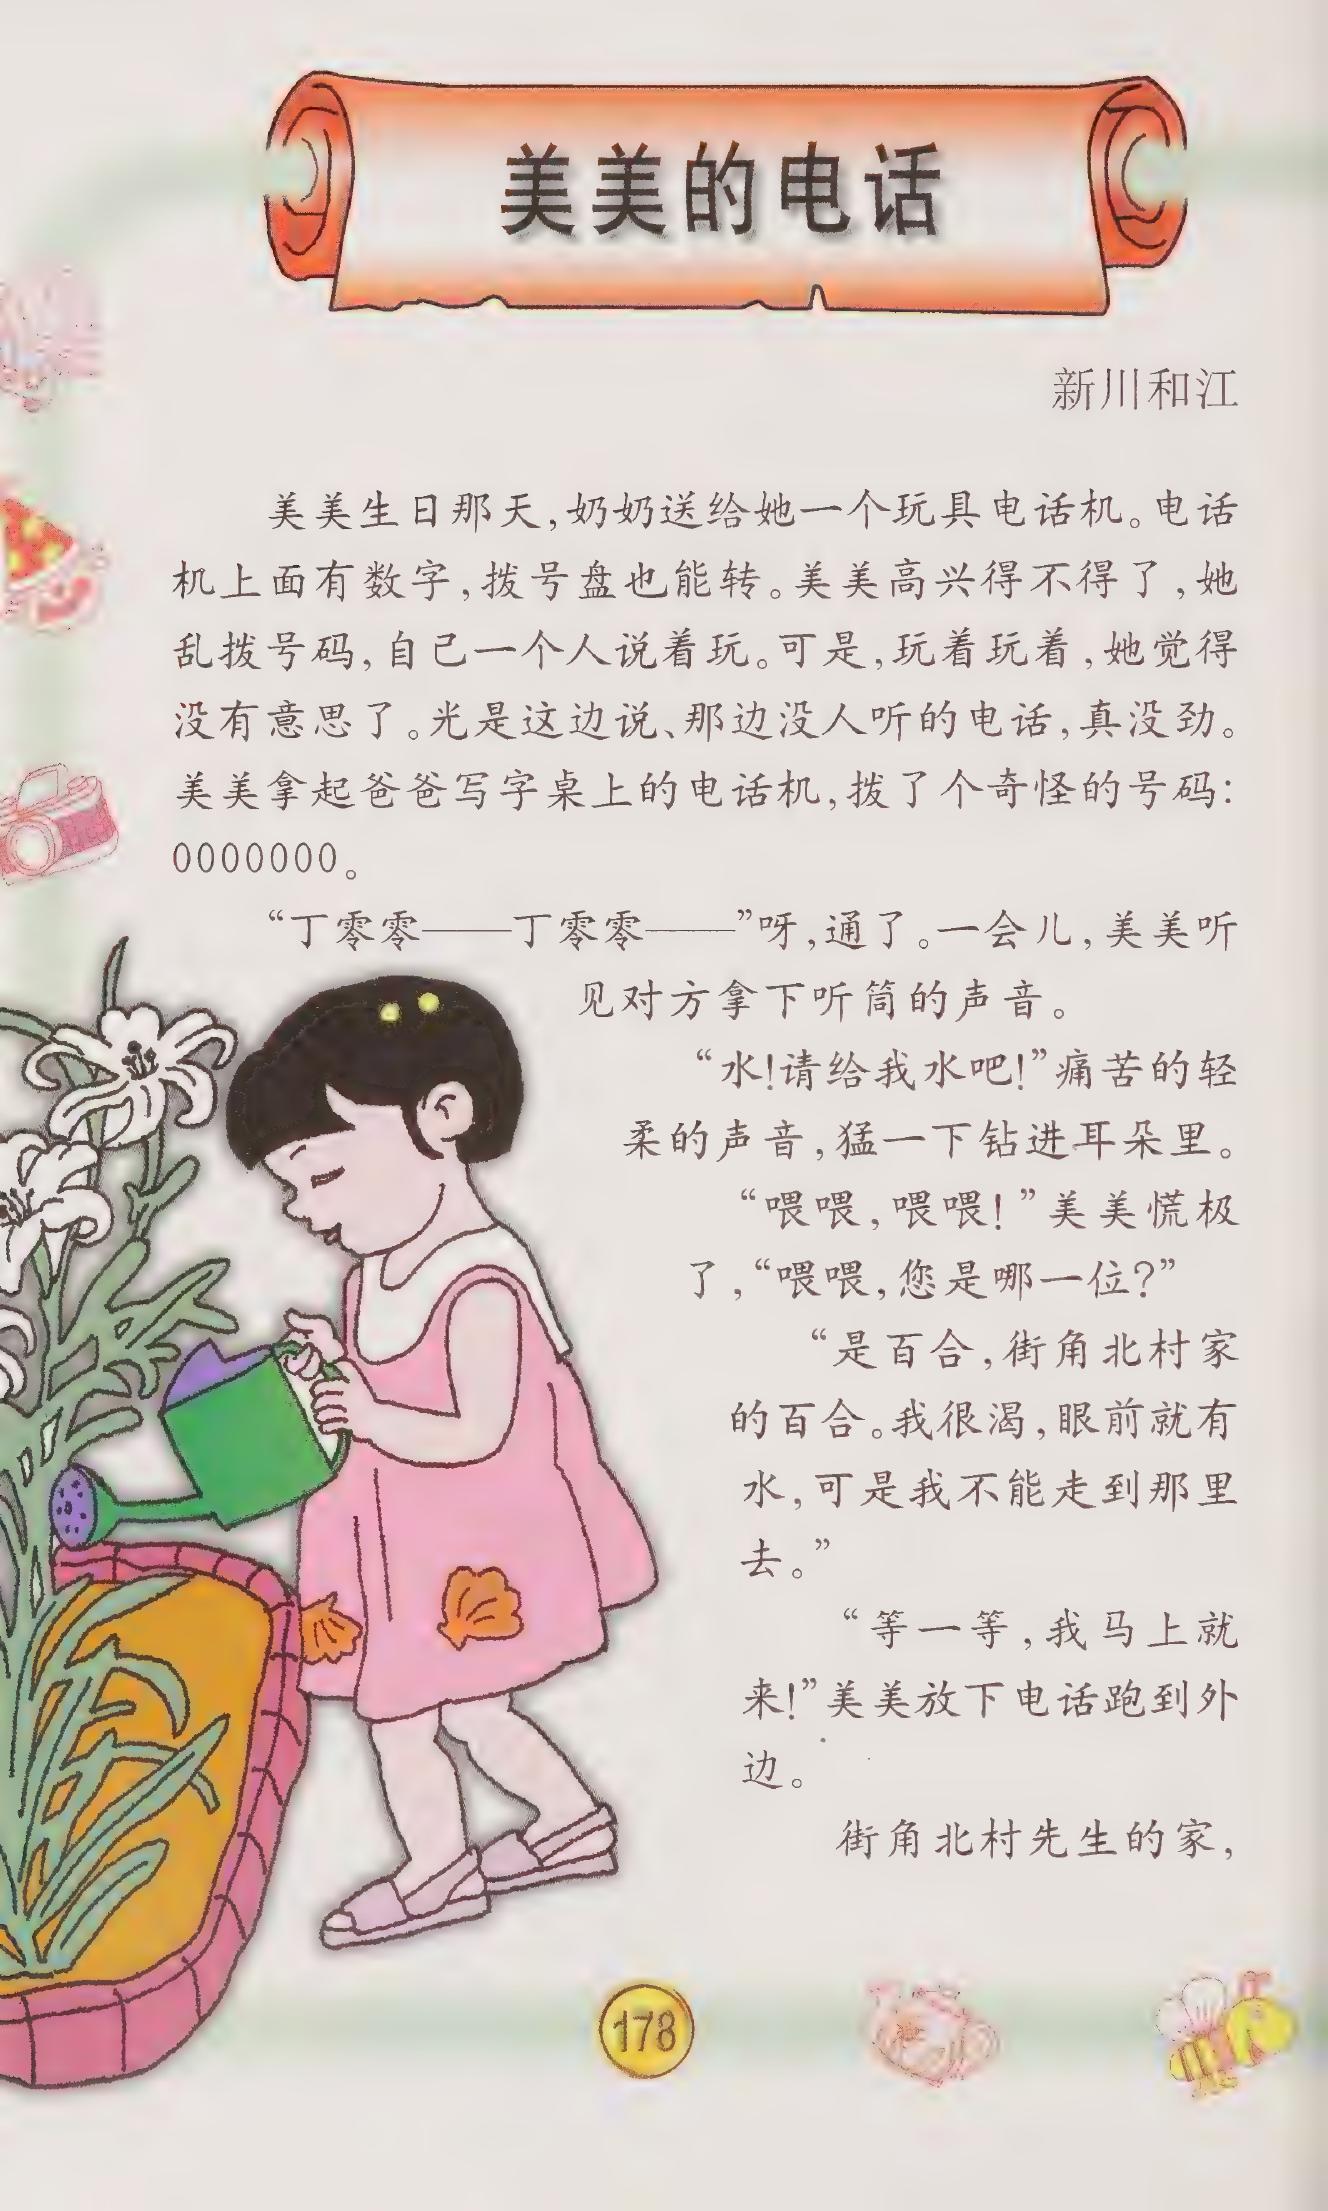 美美的电话
新川和江
美美生日那天,奶奶送给她一个玩具电话机。电话
机上面有数字,拨号盘也能转。美美高兴得不得了,她
乱拨号码,自己一个人说着玩。可是,玩着玩着,她觉得
没有意思了。光是这边说、那边没人听的电话,真没劲。
美美拿起爸爸写字桌上的电话机,拨了个奇怪的号码:
0000000。
“丁零零——丁零零——”呀,通了。一会儿,美美听
见对方拿下听筒的声音。
“水!请给我水吧!”痛苦的轻
柔的声音,猛一下钻进耳朵里。
“喂喂,喂喂!”美美慌极
了,“喂喂,您是哪一位?”
“是百合,街角北村家
的百合。我很渴,眼前就有
水,可是我不能走到那里
去。”
“等一等,我马上就
来!”美美放下电话跑到外
边。
街角北村先生的家,
178